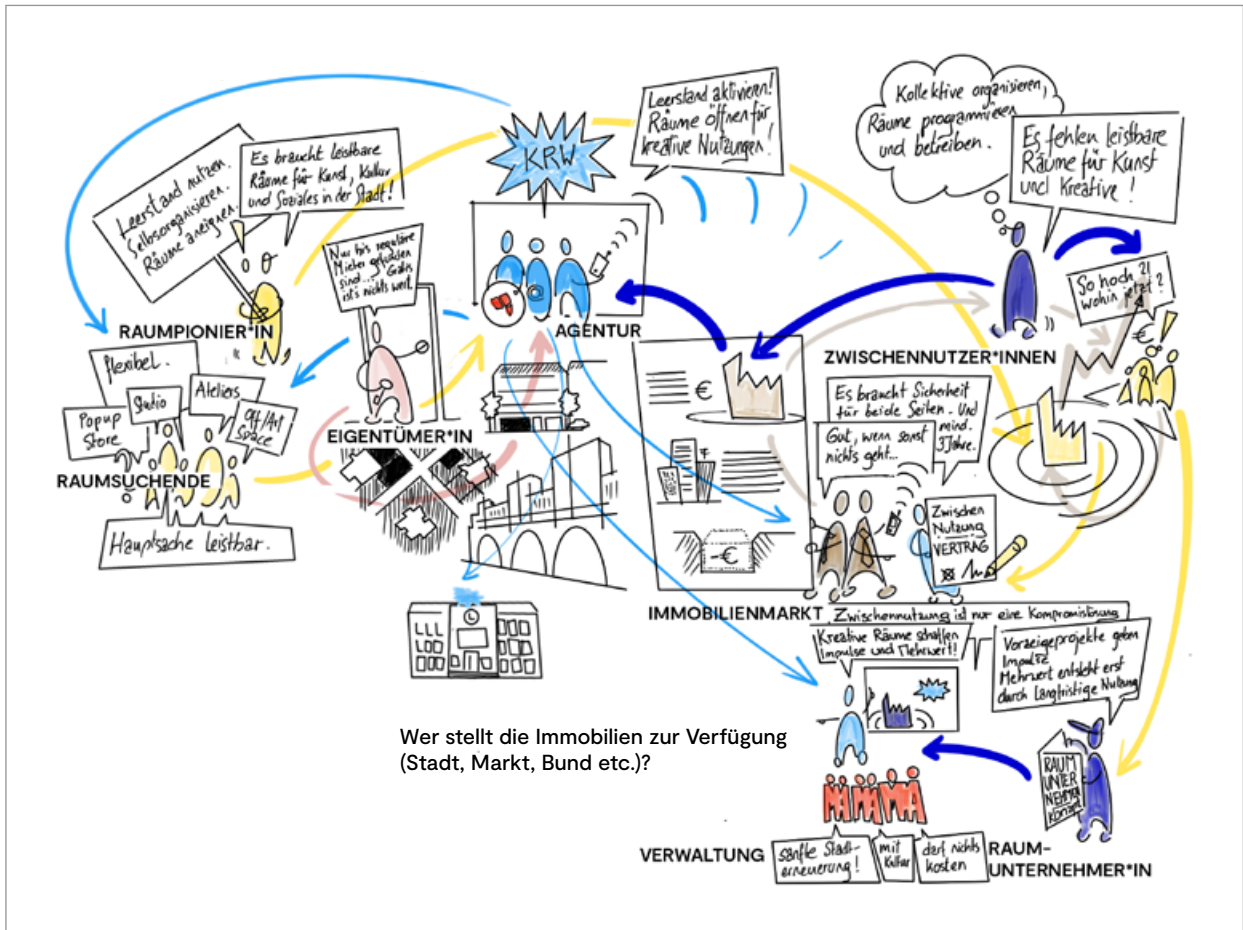 Leerstand nutzen.
Selbsorganisieren.
Räume aneignen.
Es braucht leistbare
Räume für Kunst, Kultur
und Soziales in der Stadt!
RAUMPIONIER*IN
KRW
Leerstand aktivieren!
Räume öffnen für
kreative Nutzungen!
Kollektive organisieren,
Räume programmieren
und betreiben.
Es fehlen leistbare
Räume für Kunst
und Kreative!
So hoch?!
wohin jetzt?
€
Nur bis reguläre
Mieter gefunden
sind... Gratis
ist's nichts wert.
AGENTUR
ZWISCHENNUTZER*INNEN
flexibel.
Popup
Store
Studio
Ateliers
Off/Art
Space
RAUMSUCHENDE
Hauptsache leistbar.
EIGENTÜMER*IN
€
-€
IMMOBILIENMARKT
Es braucht Sicherheit
für beide Seiten. Und
mind.
3 Jahre.
Gut, wenn sonst
nichts geht...
Zwischen
Nutzung
VERTRAG
Zwischennutzung ist nur eine Kompromisslösung
Kreative Räume schaffen
Impulse und Mehrwert!
Vorzeigeprojekte geben
Impulse
Mehrwert entsteht erst
durch langfristige Nutzung
Wer stellt die Immobilien zur Verfügung
(Stadt, Markt, Bund etc.)?
RAUM
UNTER
NEHMEN
Konzept
VERWALTUNG
sanfte Stadt-
erneuerung!
mit
Kultur
darf nichts
kosten
RAUM-
UNTERNEHMER*IN